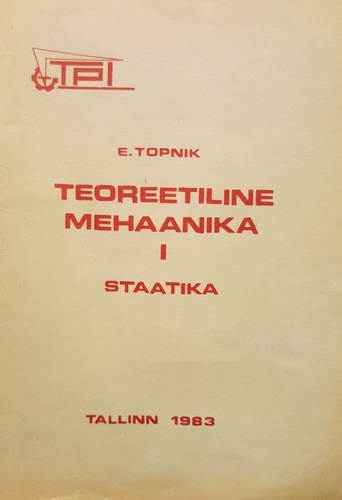 TPI
E. TOPNIK
TEOREETILINE
MEHAANIKA
I
STAATIKA
TALLINN 1983